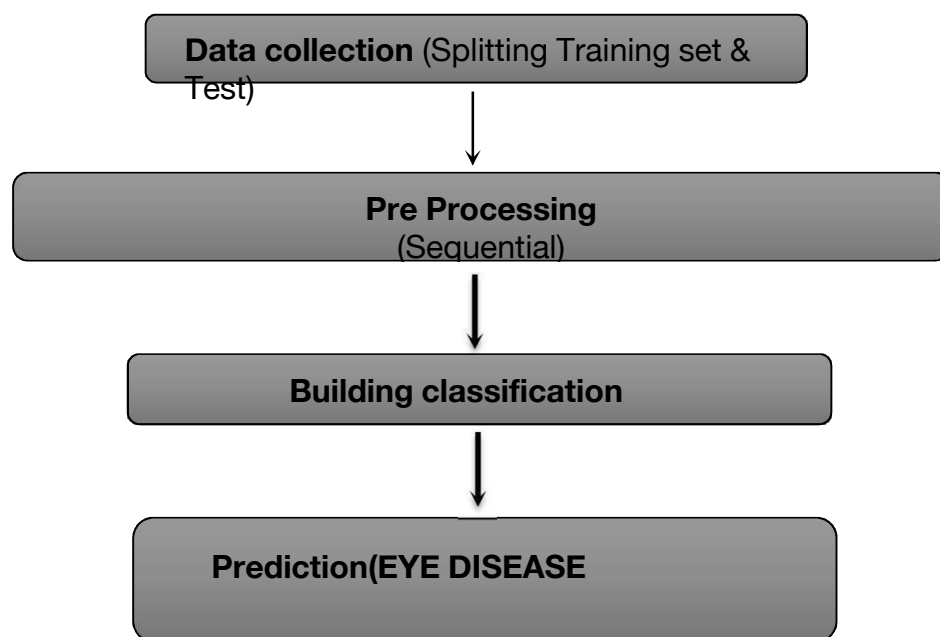 Data collection (Splitting Training set &
Test)
Pre Processing
(Sequential)
Building classification
Prediction(EYE DISEASE